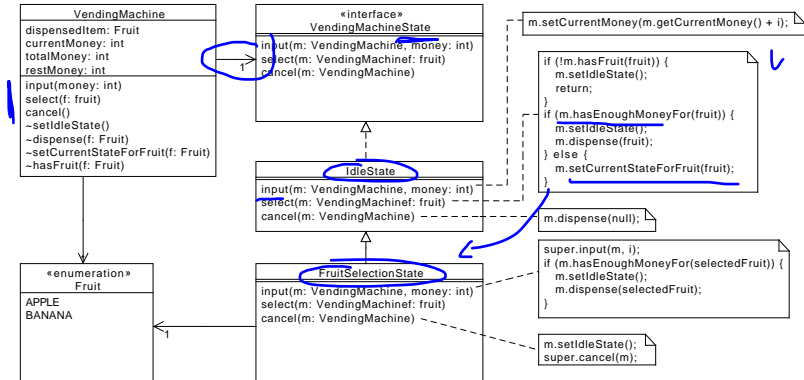 VendingMachine
dispensedItem: Fruit
currentMoney: int
totalMoney: int
restMoney: int
input(money: int)
select(f: fruit)
cancel()
~setIdleState()
~dispense(f: Fruit)
~setCurrentStateForFruit(f: Fruit)
~hasFruit(f: Fruit)
1
«interface»
VendingMachineState
input(m: VendingMachine, money: int)
select(m: VendingMachinef: fruit)
cancel(m: VendingMachine)
m.setCurrentMoney(m.getCurrentMoney() + i);
if (!m.hasFruit(fruit)) {
m.setIdleState();
return;
}
if (m.hasEnoughMoneyFor(fruit)) {
m.setIdleState();
m.dispense(fruit);
} else {
m.setCurrentStateForFruit(fruit);
}
IdleState
input(m: VendingMachine, money: int)
select(m: VendingMachinef: fruit)
cancel(m: VendingMachine)
m.dispense(null);
«enumeration»
Fruit
APPLE
BANANA
1
FruitSelectionState
input(m: VendingMachine, money: int)
select(m: VendingMachinef: fruit)
cancel(m: VendingMachine)
super.input(m, i);
if (m.hasEnoughMoneyFor(selectedFruit)) {
m.setIdleState();
m.dispense(selectedFruit);
}
m.setIdleState();
super.cancel(m);